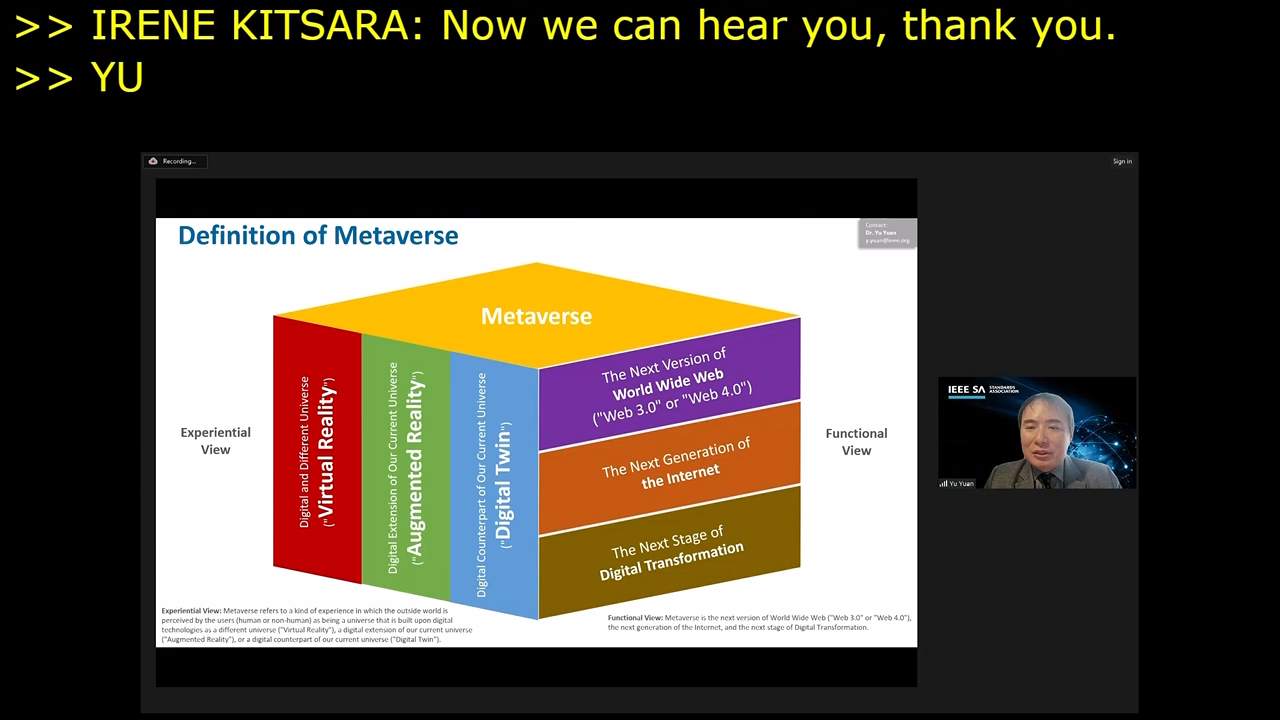 >> IRENE KITSARA: Now we can hear you, thank you.
>> YU
Recording...
Sign in
Definition of Metaverse
Contact:
Dr. Yu Yuan
y.yuan@ieee.org
Metaverse
Experiential
View
Digital and Different Universe
("Virtual Reality")
Digital Extension of Our Current Universe
("Augmented Reality")
Digital Counterpart of Our Current Universe
("Digital Twin")
The Next Version of
World Wide Web
("Web 3.0" or "Web 4.0")
The Next Generation of
the Internet
The Next Stage of
Digital Transformation
Functional
View
Experiential View: Metaverse refers to a kind of experience in which the outside world is
perceived by the users (human or non-human) as being a universe that is built upon digital
technologies as a different universe ("Virtual Reality"), a digital extension of our current universe
("Augmented Reality"), or a digital counterpart of our current universe ("Digital Twin").
Functional View: Metaverse is the next version of World Wide Web ("Web 3.0" or "Web 4.0"),
the next generation of the Internet, and the next stage of Digital Transformation.
IEEE SA STANDARDS
ASSOCIATION
Yu Yuan